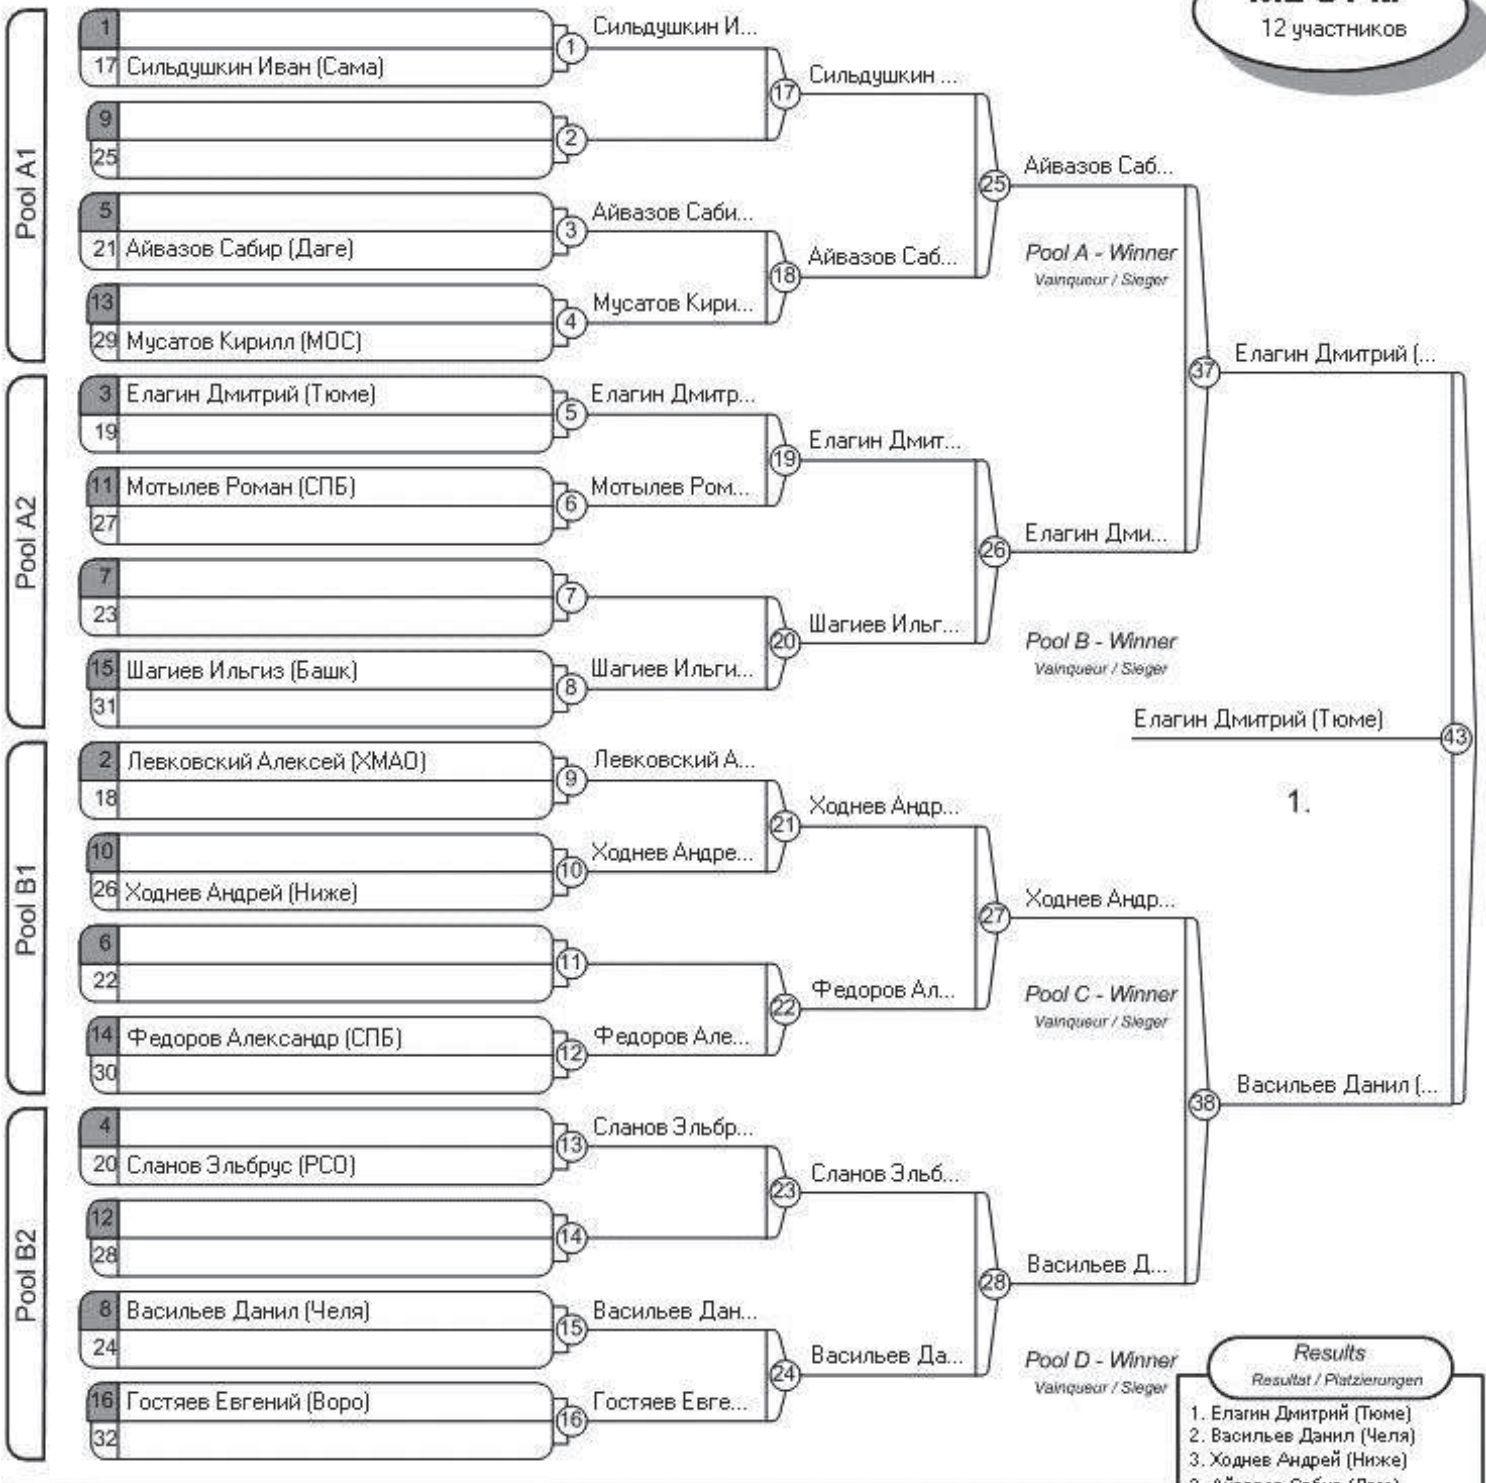 12 участников
Pool A1
1
17 Сильдушкин Иван (Сама)
9
25
5
21 Айвазов Сабир (Даге)
13
29 Мусатов Кирилл (МОС)
Pool A2
3 Елагин Дмитрий (Тюме)
19
11 Мотылев Роман (СПБ)
27
7
23
15 Шагиев Ильгиз (Башк)
31
Pool B1
2 Левковский Алексей (ХМАО)
18
10
26 Ходнев Андрей (Ниже)
6
22
14 Федоров Александр (СПБ)
30
Pool B2
4
20 Сланов Эльбрус (РСО)
12
28
8 Васильев Данил (Челя)
24
16 Гостяев Евгений (Воро)
32
1 Сильдушкин И...
2
3 Айвазов Саби...
4 Мусатов Кири...
5 Елагин Дмитр...
6 Мотылев Ром...
7
8 Шагиев Ильги...
9 Левковский А...
10 Ходнев Андре...
11
12 Федоров Але...
13 Сланов Эльбр...
14
15 Васильев Дан...
16 Гостяев Евге...
17 Сильдушкин ...
18 Айвазов Саб...
19 Елагин Дмит...
20 Шагиев Ильг...
21 Ходнев Андр...
22 Федоров Ал...
23 Сланов Эльб...
24 Васильев Да...
25 Айвазов Саб...
Pool A - Winner
Vainqueur / Sieger
26 Елагин Дми...
Pool B - Winner
Vainqueur / Sieger
27 Ходнев Андр...
Pool C - Winner
Vainqueur / Sieger
28 Васильев Д...
Pool D - Winner
Vainqueur / Sieger
37 Елагин Дмитрий (...
38 Васильев Данил (...
Елагин Дмитрий (Тюме) 43
1.
Results
Resultat / Platzierungen
1. Елагин Дмитрий (Тюме)
2. Васильев Данил (Челя)
3. Ходнев Андрей (Ниже)